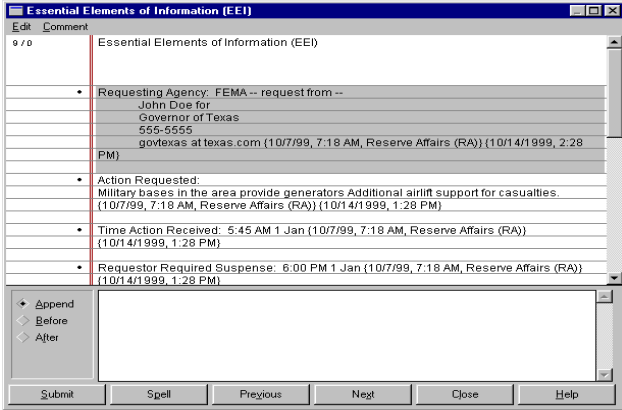 Essential Elements of Information (EEI)
Edit Comment
9 / 0 Essential Elements of Information (EEI)
• Requesting Agency: FEMA -- request from --
John Doe for
Governor of Texas
555-5555
govtexas at texas.com {10/7/99, 7:18 AM, Reserve Affairs (RA)} {10/14/1999, 2:28
PM}
• Action Requested:
Military bases in the area provide generators Additional airlift support for casualties.
{10/7/99, 7:18 AM, Reserve Affairs (RA)} {10/14/1999, 1:28 PM}
• Time Action Received: 5:45 AM 1 Jan {10/7/99, 7:18 AM, Reserve Affairs (RA)}
{10/14/1999, 1:28 PM}
• Requestor Required Suspense: 6:00 PM 1 Jan {10/7/99, 7:18 AM, Reserve Affairs (RA)}
{10/14/1999, 1:28 PM}
Append
Before
After
Submit Spell Previous Next Close Help